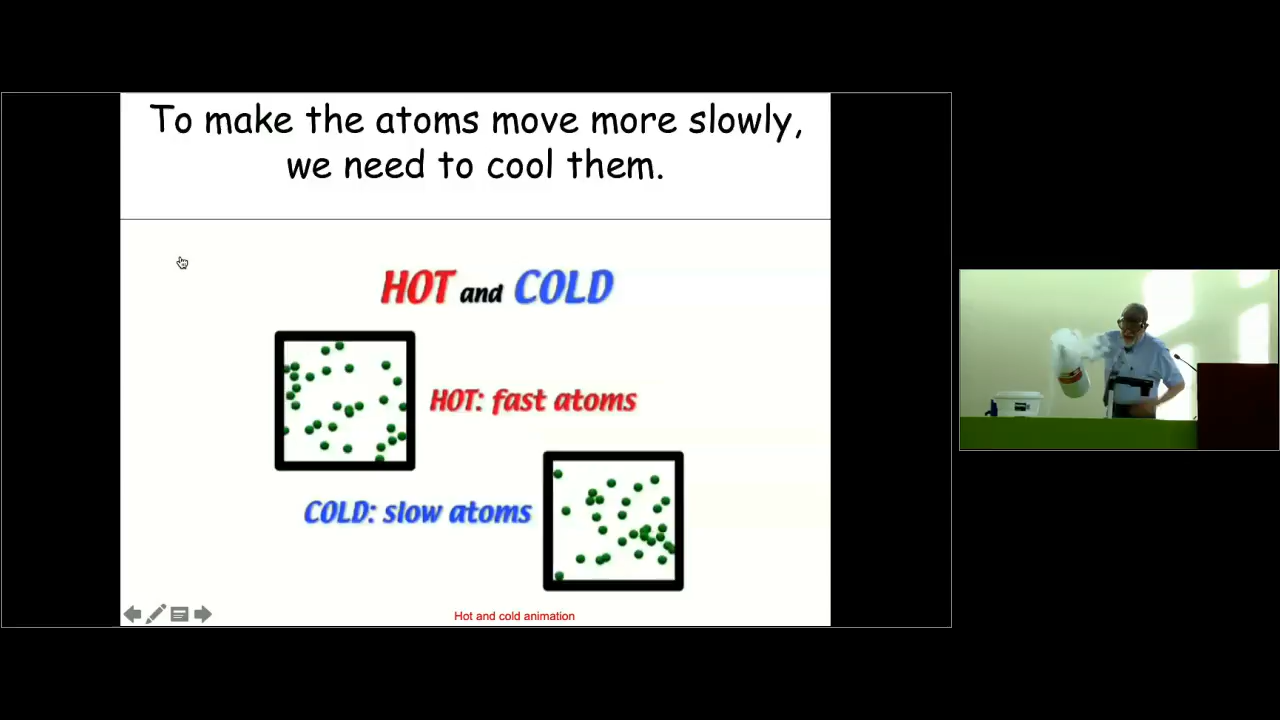 To make the atoms move more slowly,
we need to cool them.
HOT and COLD
HOT: fast atoms
COLD: slow atoms
Hot and cold animation